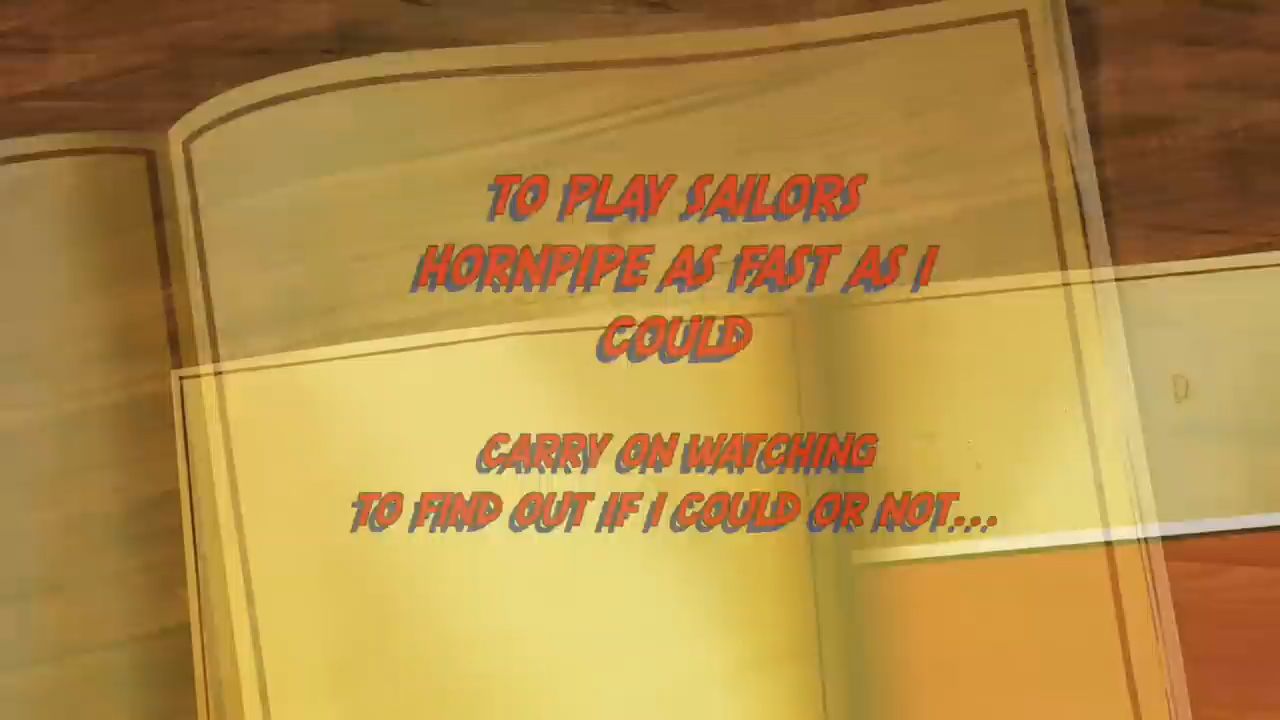 TO PLAY SAILORS
HORNPIPE AS FAST AS I
COULD
CARRY ON WATCHING
TO FIND OUT IF I COULD OR NOT...
D